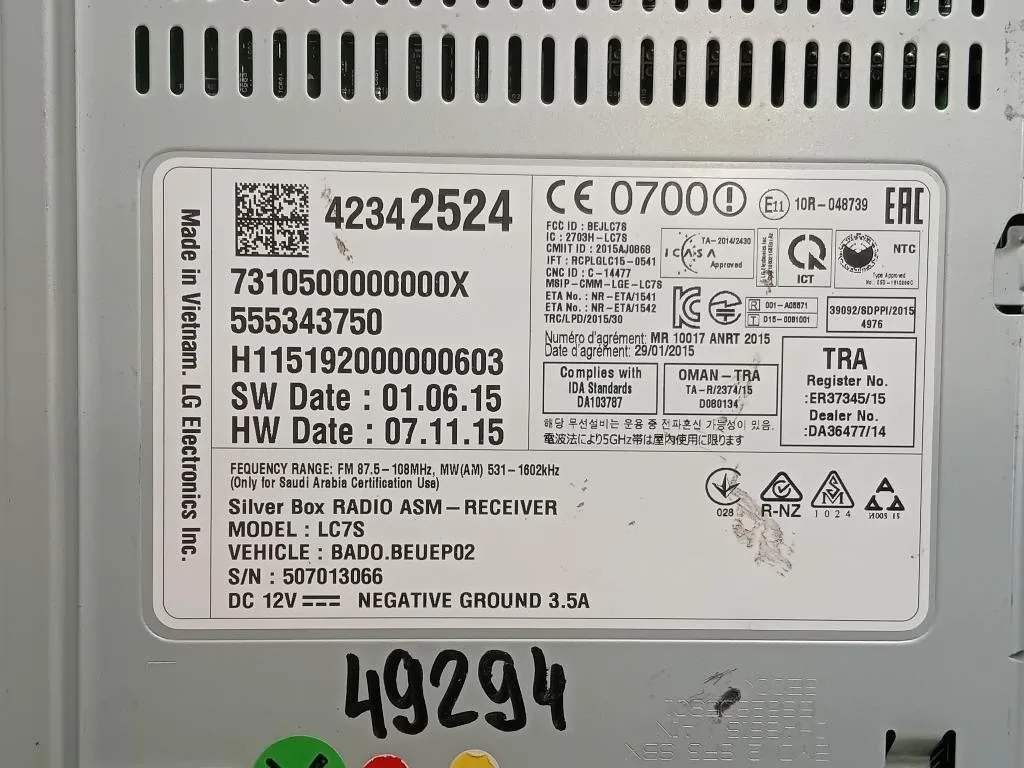 Made in Vietnam. LG Electronics Inc.
42342524
7310500000000X
555343750
H115192000000603
SW Date : 01.06.15
HW Date : 07.11.15
CE 0700
E11 10R-048739
EAC
FCC ID : BEJLC7S
IC : 2703H-LC7S
CMIIT ID : 2015AJ0868
IFT : RCPLGLC15-0541
CNC ID : C-14477
MSIP-CMM-LGE-LC7S
ETA No. : NR-ETA/1541
ETA No. : NR-ETA/1542
TRC/LPD/2015/30
ICASA
TA-2014/2430
Approved
ICT
NTC
Type Approved
R 001-A06571
T D15-0081001
39092/SDPPI/2015
4976
Numéro d'agrément: MR 10017 ANRT 2015
Date d'agrément: 29/01/2015
Complies with
IDA Standards
DA103787
OMAN-TRA
TA-R/2374/15
D080134
TRA
Register No.
:ER37345/15
Dealer No.
:DA36477/14
해당 무선설비는 운용 중 전파혼신 가능성이 있음.
電波法により5GHz帯は屋内使用に限ります
FEQUENCY RANGE: FM 87.5-108MHz, MW(AM) 531-1602kHz
(Only for Saudi Arabia Certification Use)
Silver Box RADIO ASM-RECEIVER
MODEL : LC7S
VEHICLE : BADO.BEUEP02
S/N : 507013066
DC 12V NEGATIVE GROUND 3.5A
028
R-NZ
1024
49294